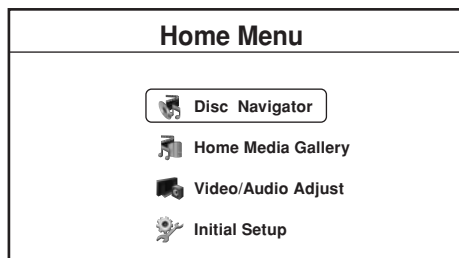 Home Menu
Disc Navigator
Home Media Gallery
Video/Audio Adjust
Initial Setup